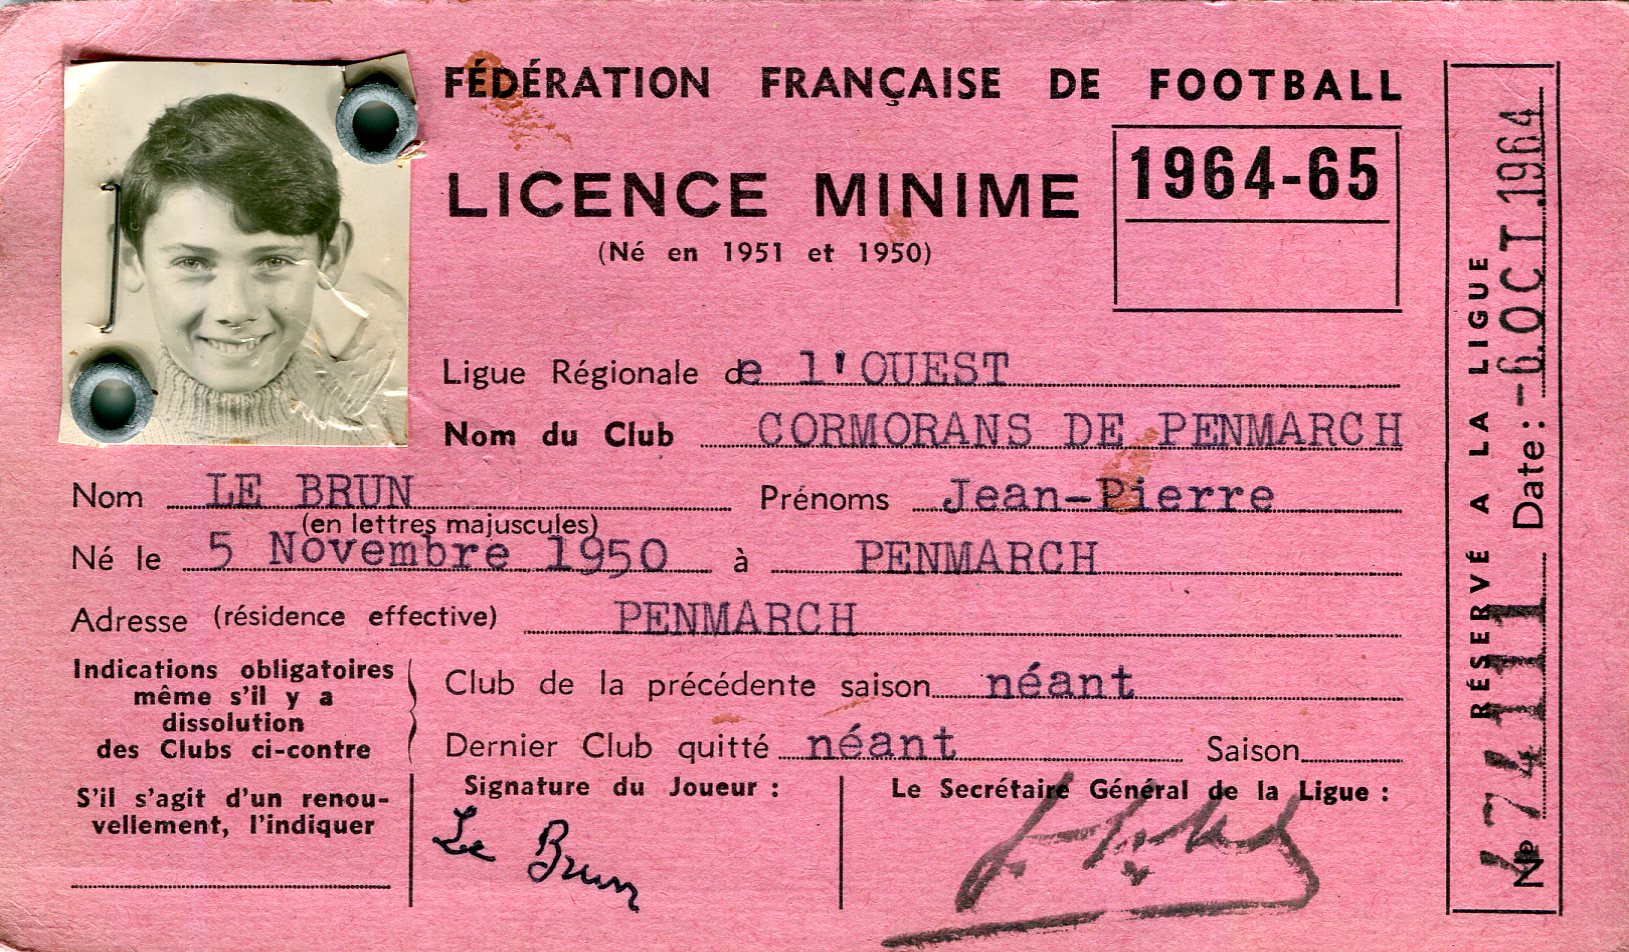 FÉDÉRATION FRANÇAISE DE FOOTBALL
LICENCE MINIME
1964-65
(Né en 1951 et 1950)
Ligue Régionale de l'OUEST
Nom du Club CORMORANS DE PENMARCH
Nom LE BRUN Prénoms Jean-Pierre
(en lettres majuscules)
Né le 5 Novembre 1950 à PENMARCH
Adresse (résidence effective) PENMARCH
Indications obligatoires
même s'il y a
dissolution
des Clubs ci-contre
Club de la précédente saison néant
Dernier Club quitté néant Saison
S'il s'agit d'un renou-
vellement, l'indiquer
Signature du Joueur :
Le Brun
Le Secrétaire Général de la Ligue :
RÉSERVÉ A LA LIGUE
Nº Date : -6. OCT. 1964